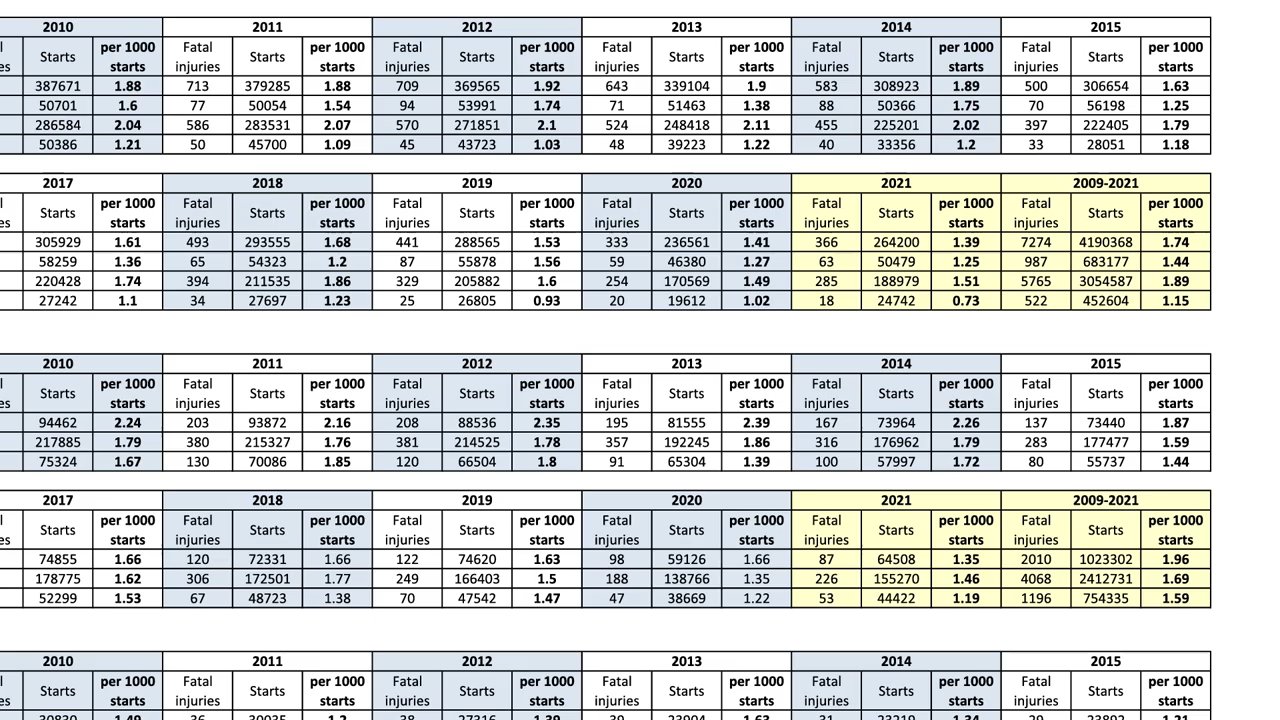 2010 2011 2012 2013 2014 2015
Starts per 1000 starts Fatal injuries Starts per 1000 starts Fatal injuries Starts per 1000 starts Fatal injuries Starts per 1000 starts Fatal injuries Starts per 1000 starts Fatal injuries Starts per 1000 starts
387671 1.88 713 379285 1.88 709 369565 1.92 643 339104 1.9 583 308923 1.89 500 306654 1.63
50701 1.6 77 50054 1.54 94 53991 1.74 71 51463 1.38 88 50366 1.75 70 56198 1.25
286584 2.04 586 283531 2.07 570 271851 2.1 524 248418 2.11 455 225201 2.02 397 222405 1.79
50386 1.21 50 45700 1.09 45 43723 1.03 48 39223 1.22 40 33356 1.2 33 28051 1.18
2017 2018 2019 2020 2021 2009-2021
Starts per 1000 starts Fatal injuries Starts per 1000 starts Fatal injuries Starts per 1000 starts Fatal injuries Starts per 1000 starts Fatal injuries Starts per 1000 starts Fatal injuries Starts per 1000 starts
305929 1.61 493 293555 1.68 441 288565 1.53 333 236561 1.41 366 264200 1.39 7274 4190368 1.74
58259 1.36 65 54323 1.2 87 55878 1.56 59 46380 1.27 63 50479 1.25 987 683177 1.44
220428 1.74 394 211535 1.86 329 205882 1.6 254 170569 1.49 285 188979 1.51 5765 3054587 1.89
27242 1.1 34 27697 1.23 25 26805 0.93 20 19612 1.02 18 24742 0.73 522 452604 1.15
2010 2011 2012 2013 2014 2015
Starts per 1000 starts Fatal injuries Starts per 1000 starts Fatal injuries Starts per 1000 starts Fatal injuries Starts per 1000 starts Fatal injuries Starts per 1000 starts Fatal injuries Starts per 1000 starts
94462 2.24 203 93872 2.16 208 88536 2.35 195 81555 2.39 167 73964 2.26 137 73440 1.87
217885 1.79 380 215327 1.76 381 214525 1.78 357 192245 1.86 316 176962 1.79 283 177477 1.59
75324 1.67 130 70086 1.85 120 66504 1.8 91 65304 1.39 100 57997 1.72 80 55737 1.44
2017 2018 2019 2020 2021 2009-2021
Starts per 1000 starts Fatal injuries Starts per 1000 starts Fatal injuries Starts per 1000 starts Fatal injuries Starts per 1000 starts Fatal injuries Starts per 1000 starts Fatal injuries Starts per 1000 starts
74855 1.66 120 72331 1.66 122 74620 1.63 98 59126 1.66 87 64508 1.35 2010 1023302 1.96
178775 1.62 306 172501 1.77 249 166403 1.5 188 138766 1.35 226 155270 1.46 4068 2412731 1.69
52299 1.53 67 48723 1.38 70 47542 1.47 47 38669 1.22 53 44422 1.19 1196 754335 1.59
2010 2011 2012 2013 2014 2015
Starts per 1000 starts Fatal injuries Starts per 1000 starts Fatal injuries Starts per 1000 starts Fatal injuries Starts per 1000 starts Fatal injuries Starts per 1000 starts Fatal injuries Starts per 1000 starts